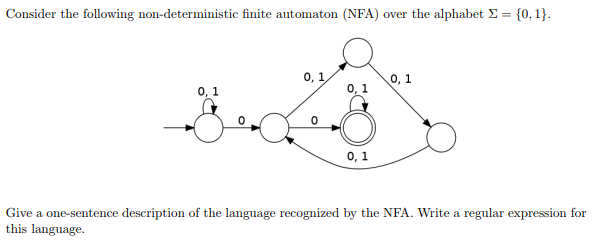 Consider the following non-deterministic finite automaton (NFA) over the alphabet Σ = {0, 1}.
0, 1
0, 1
0, 1
0, 1
0
0
0, 1
Give a one-sentence description of the language recognized by the NFA. Write a regular expression for
this language.